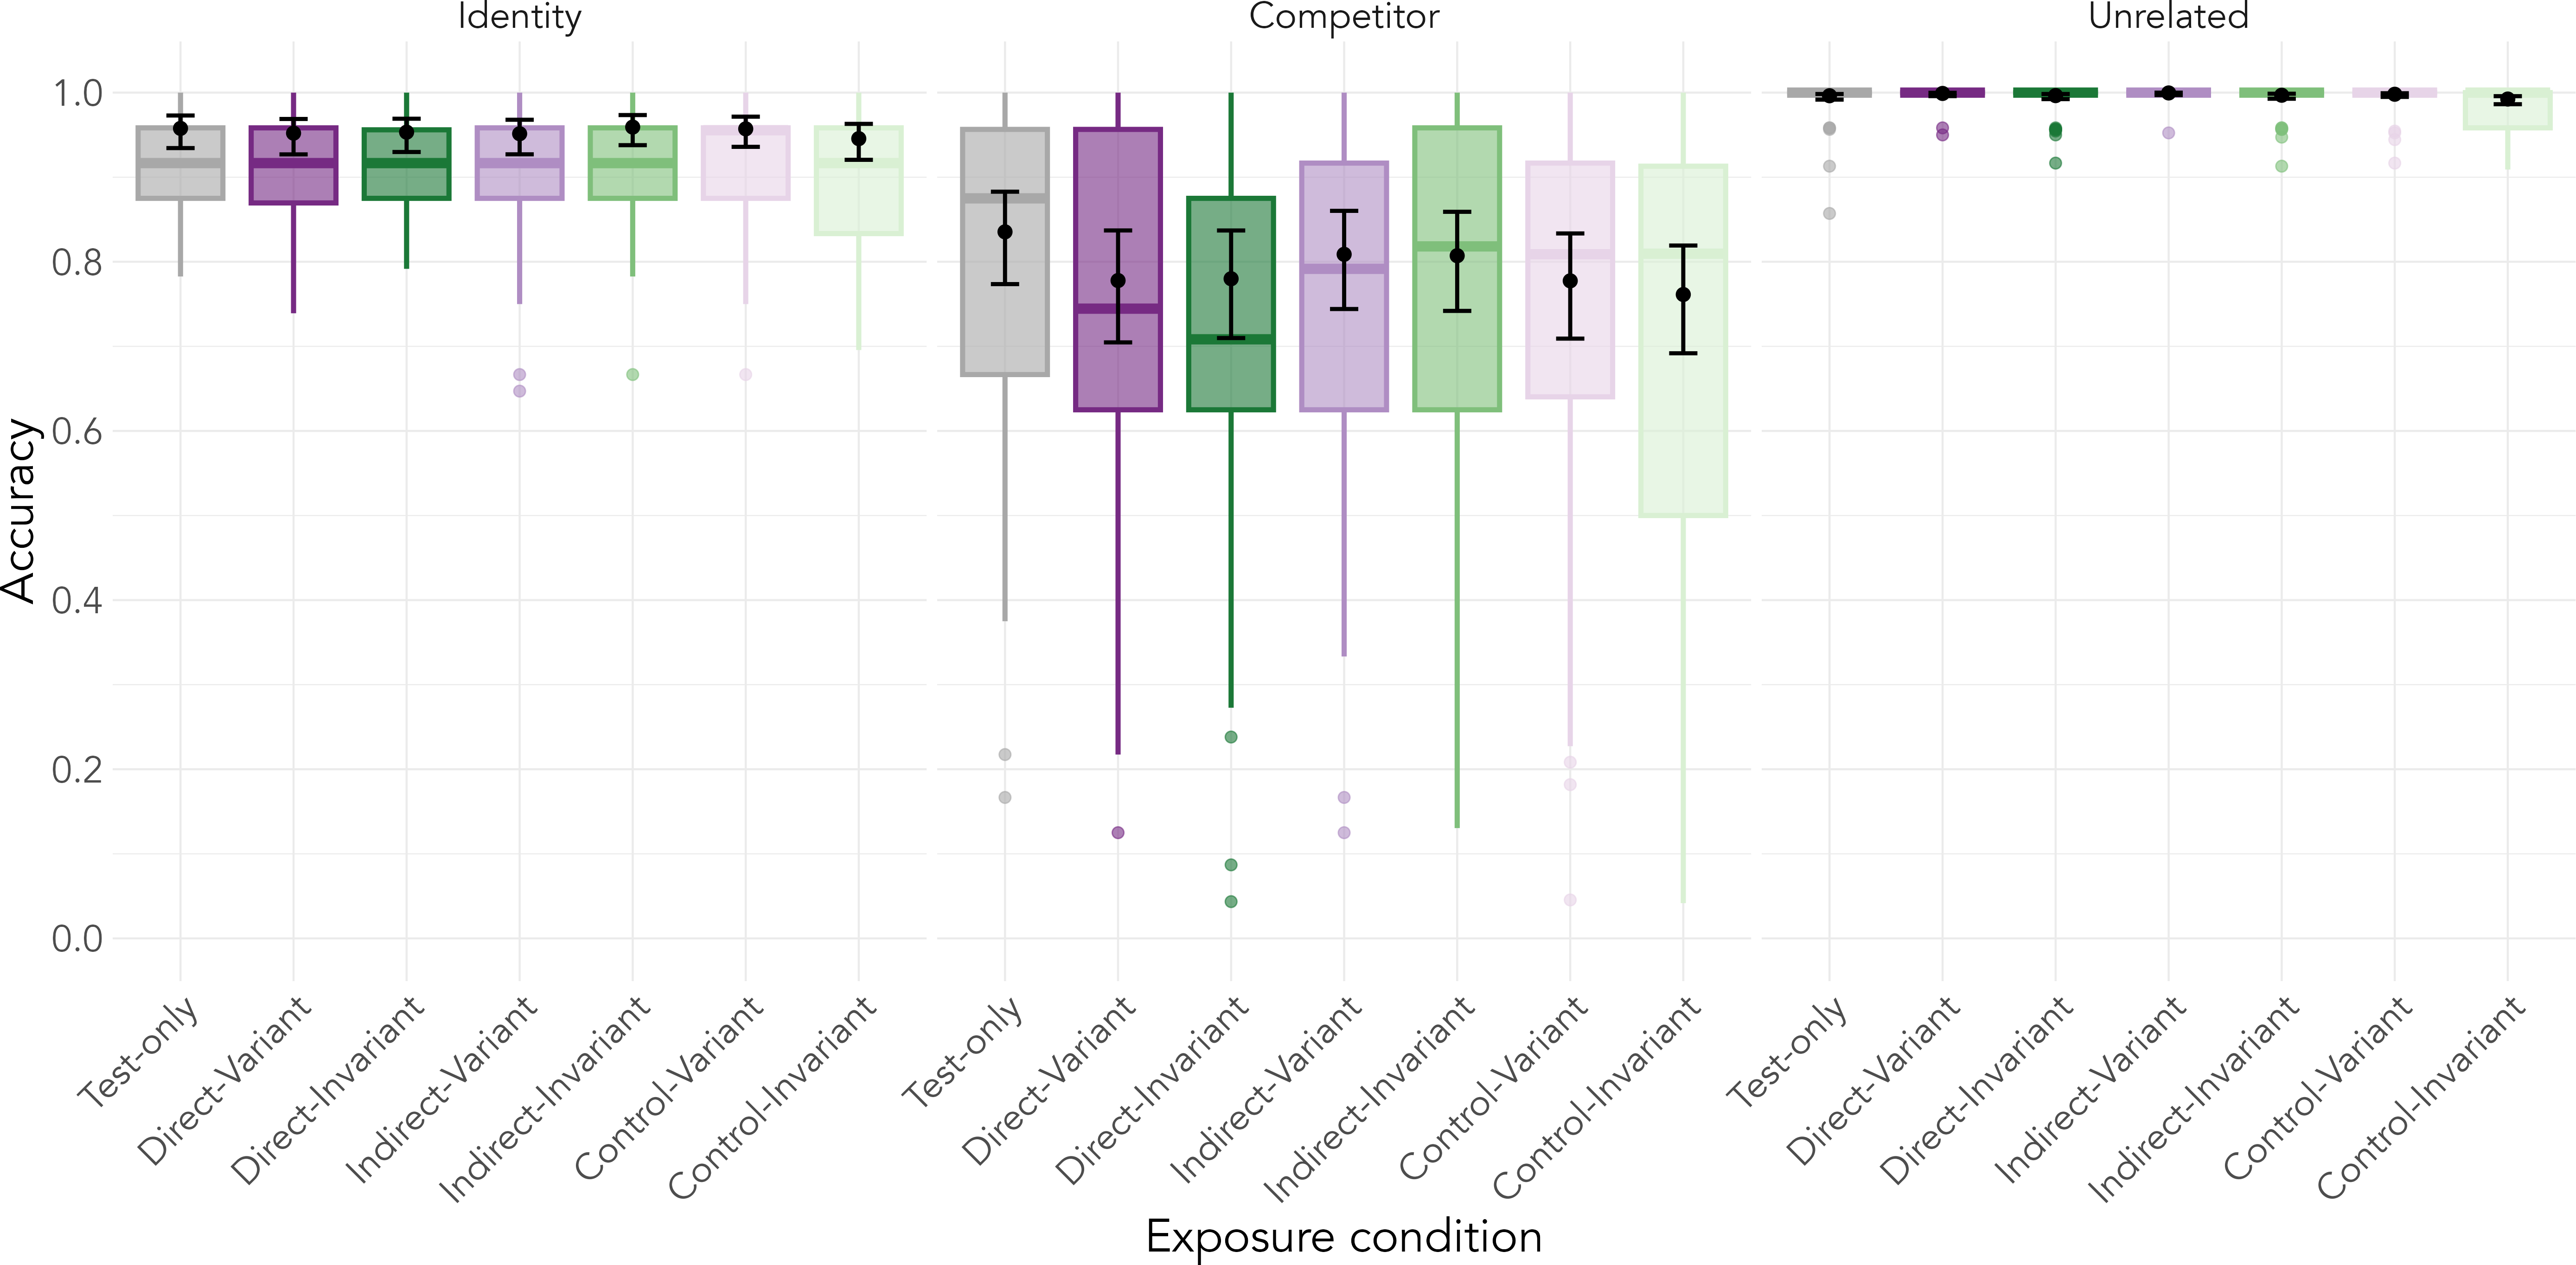 Identity
Competitor
Unrelated
Accuracy
1.0
0.8
0.6
0.4
0.2
0.0
Test-only
Direct-Variant
Direct-Invariant
Indirect-Variant
Indirect-Invariant
Control-Variant
Control-Invariant
Test-only
Direct-Variant
Direct-Invariant
Indirect-Variant
Indirect-Invariant
Control-Variant
Control-Invariant
Test-only
Direct-Variant
Direct-Invariant
Indirect-Variant
Indirect-Invariant
Control-Variant
Control-Invariant
Exposure condition